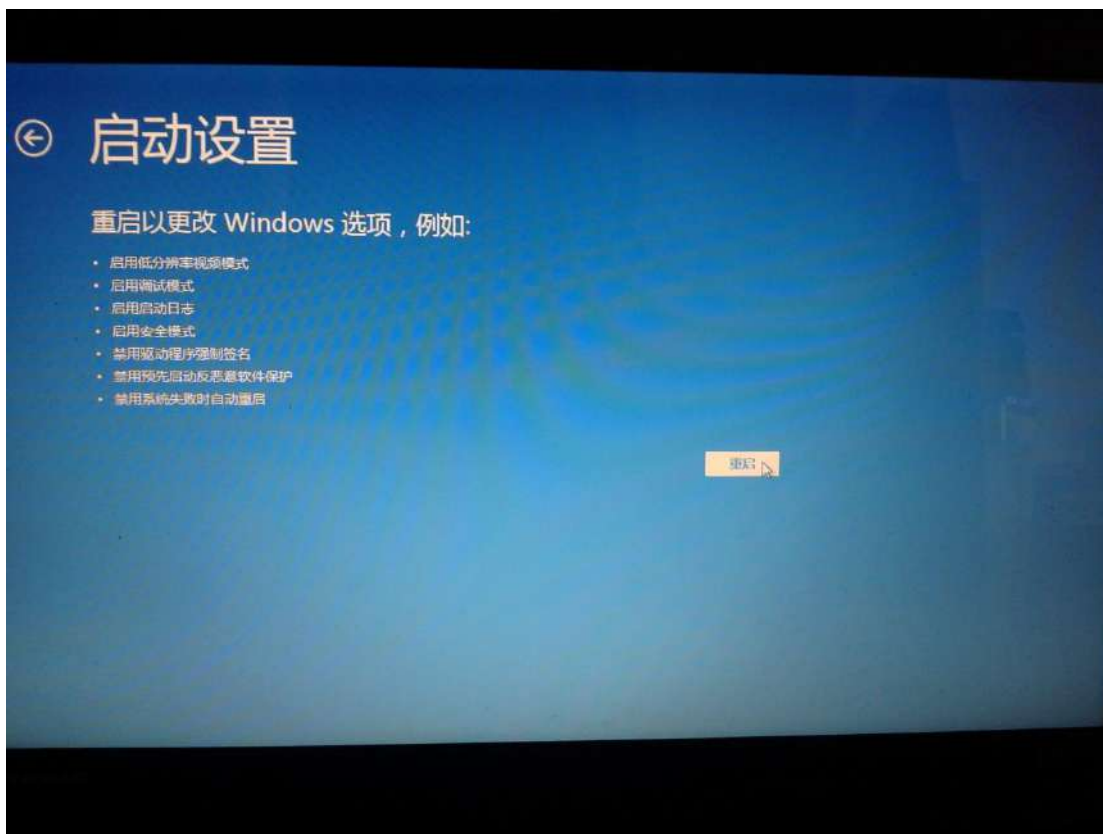 启动设置
重启以更改 Windows 选项，例如:
• 启用低分辨率视频模式
• 启用调试模式
• 启用启动日志
• 启用安全模式
• 禁用驱动程序强制签名
• 禁用预先启动反恶意软件保护
• 禁用系统失败时自动重启
重启